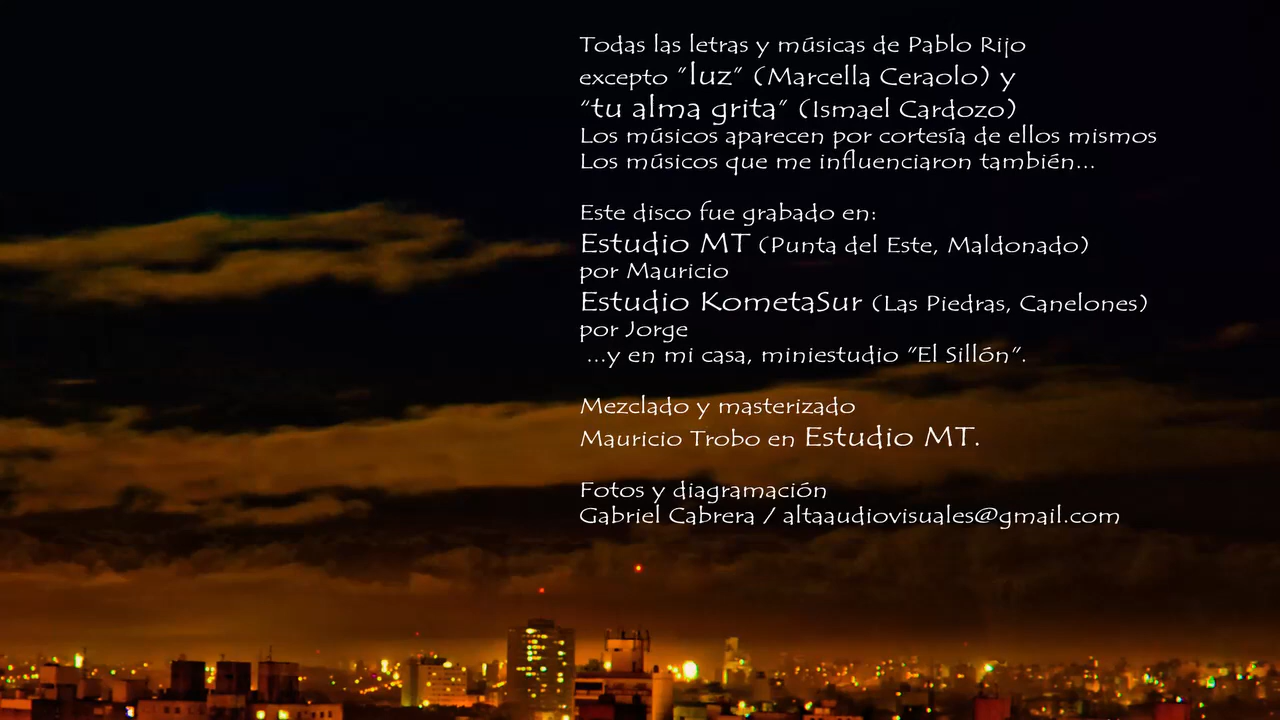 Todas las letras y músicas de Pablo Rijo
excepto "luz" (Marcella Ceraolo) y
"tu alma grita" (Ismael Cardozo)
Los músicos aparecen por cortesía de ellos mismos
Los músicos que me influenciaron también...
Este disco fue grabado en:
Estudio MT (Punta del Este, Maldonado)
por Mauricio
Estudio KometaSur (Las Piedras, Canelones)
por Jorge
...y en mi casa, miniestudio "El Sillón".
Mezclado y masterizado
Mauricio Trobo en Estudio MT.
Fotos y diagramación
Gabriel Cabrera / altaaudiovisuales@gmail.com